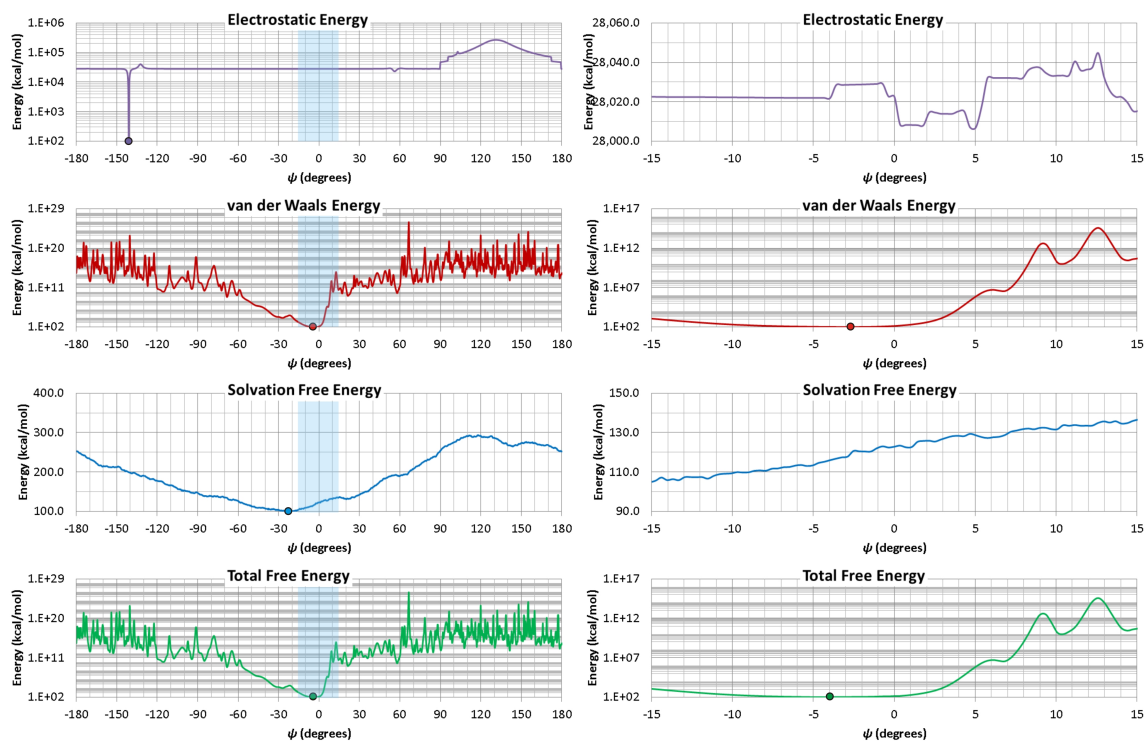 Electrostatic Energy
Energy (kcal/mol)
1.E+06
1.E+05
1.E+04
1.E+03
1.E+02
-180 -150 -120 -90 -60 -30 0 30 60 90 120 150 180
ψ (degrees)
Electrostatic Energy
Energy (kcal/mol)
28,060.0
28,040.0
28,020.0
28,000.0
-15 -10 -5 0 5 10 15
ψ (degrees)
van der Waals Energy
Energy (kcal/mol)
1.E+29
1.E+20
1.E+11
1.E+02
-180 -150 -120 -90 -60 -30 0 30 60 90 120 150 180
ψ (degrees)
van der Waals Energy
Energy (kcal/mol)
1.E+17
1.E+12
1.E+07
1.E+02
-15 -10 -5 0 5 10 15
ψ (degrees)
Solvation Free Energy
Energy (kcal/mol)
400.0
300.0
200.0
100.0
-180 -150 -120 -90 -60 -30 0 30 60 90 120 150 180
ψ (degrees)
Solvation Free Energy
Energy (kcal/mol)
150.0
130.0
110.0
90.0
-15 -10 -5 0 5 10 15
ψ (degrees)
Total Free Energy
Energy (kcal/mol)
1.E+29
1.E+20
1.E+11
1.E+02
-180 -150 -120 -90 -60 -30 0 30 60 90 120 150 180
ψ (degrees)
Total Free Energy
Energy (kcal/mol)
1.E+17
1.E+12
1.E+07
1.E+02
-15 -10 -5 0 5 10 15
ψ (degrees)